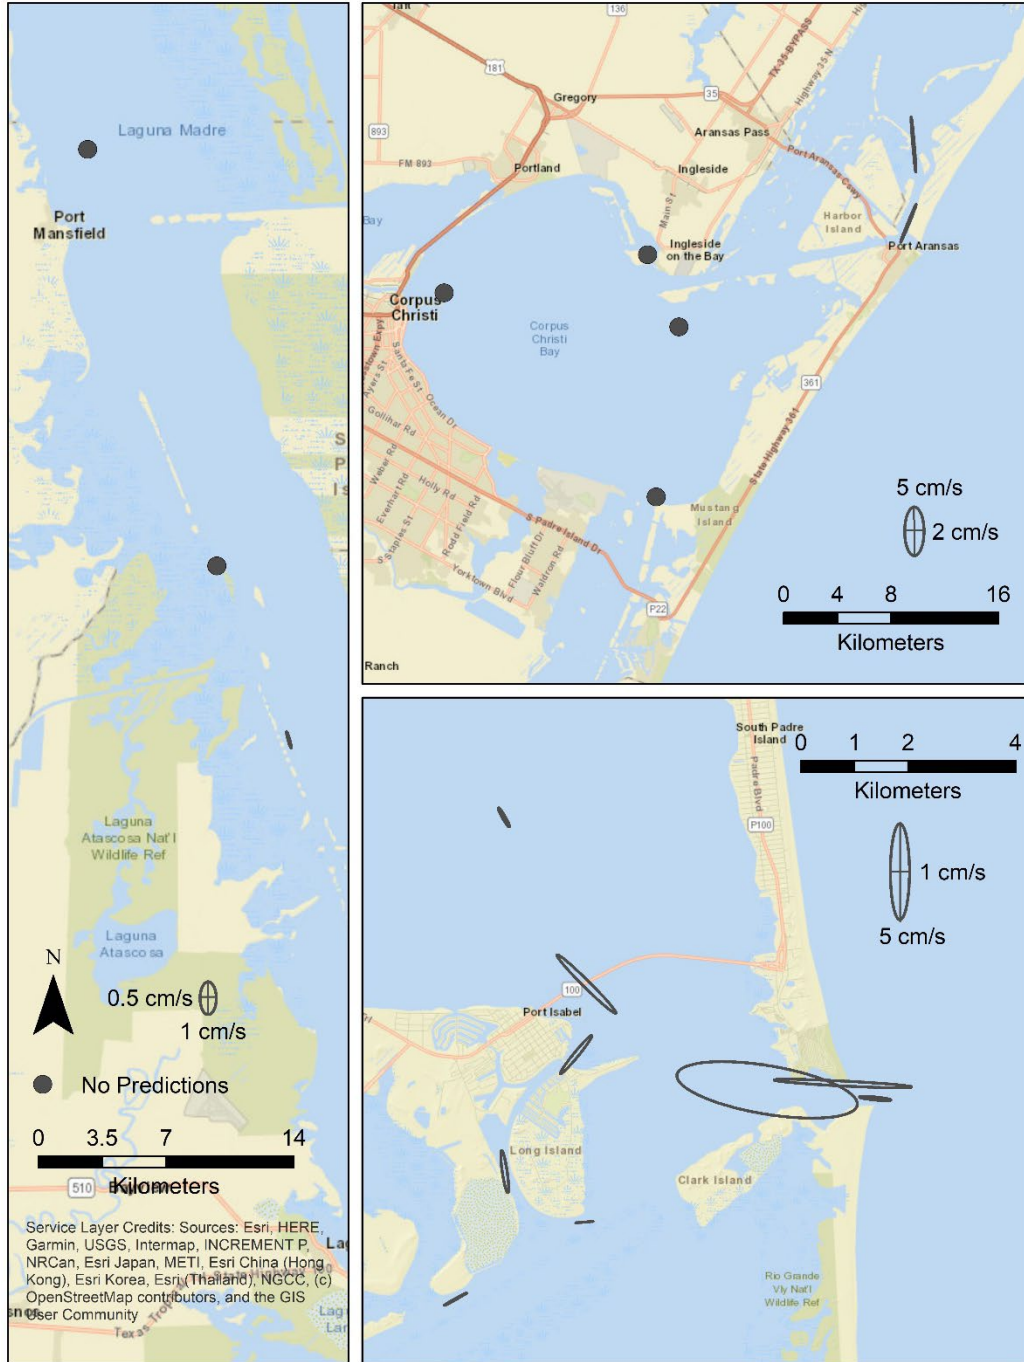 Laguna Madre
Port
Mansfield
Laguna
Atascosa Nat'l
Wildlife Ref
Laguna
Atascosa
N
0.5 cm/s
1 cm/s
No Predictions
0 3.5 7 14
Kilometers
510
Service Layer Credits: Sources: Esri, HERE,
Garmin, USGS, Intermap, INCREMENT P,
NRCan, Esri Japan, METI, Esri China (Hong
Kong), Esri Korea, Esri (Thailand), NGCC, (c)
OpenStreetMap contributors, and the GIS
User Community
Taft
136
181
TX-35-BYPASS
Highway 35 N
Gregory
35
893
Aransas Pass
FM 893
Portland
Ingleside
Port Aransas Cswy
Main St
Harbor
Island
Bay
Ingleside
on the Bay
Port Aransas
Corpus
Christi
Corpus
Christi
Bay
Santa Fe St
Ocean Dr
Ayers St
Gollihar Rd
361
State Highway 361
Weber Rd
Everhart Rd
Staples St
Holly Rd
Rodd Field Rd
S Padre Island Dr
Mustang
Island
Flour Bluff Dr
Waldron Rd
Yorktown Blvd
P22
Ranch
5 cm/s
2 cm/s
0 4 8 16
Kilometers
South Padre
Island
Padre Blvd
P100
0 1 2 4
Kilometers
1 cm/s
5 cm/s
100
Port Isabel
Long Island
Clark Island
Rio Grande
Vly Nat'l
Wildlife Ref